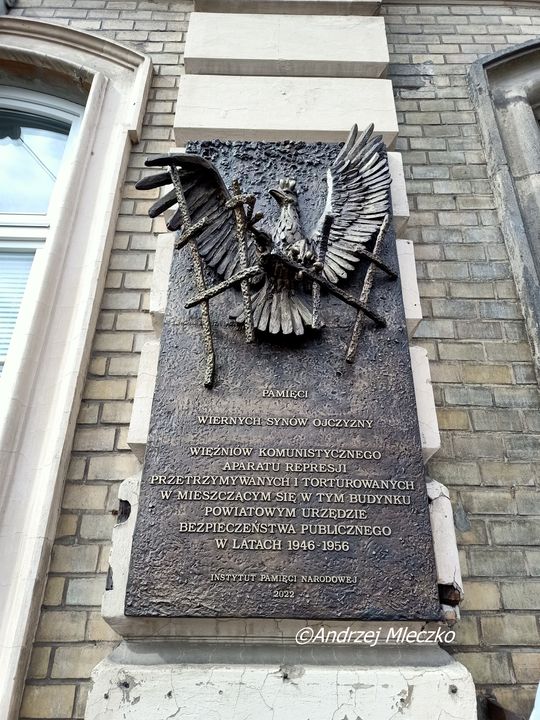 PAMIĘCI
WIERNYCH SYNÓW OJCZYZNY
WIĘŹNIÓW KOMUNISTYCZNEGO
APARATU REPRESJI
PRZETRZYMYWANYCH I TORTUROWANYCH
W MIESZCZĄCYM SIĘ W TYM BUDYNKU
POWIATOWYM URZĘDZIE
BEZPIECZEŃSTWA PUBLICZNEGO
W LATACH 1946-1956
INSTYTUT PAMIĘCI NARODOWEJ
2022
©Andrzej Mleczko